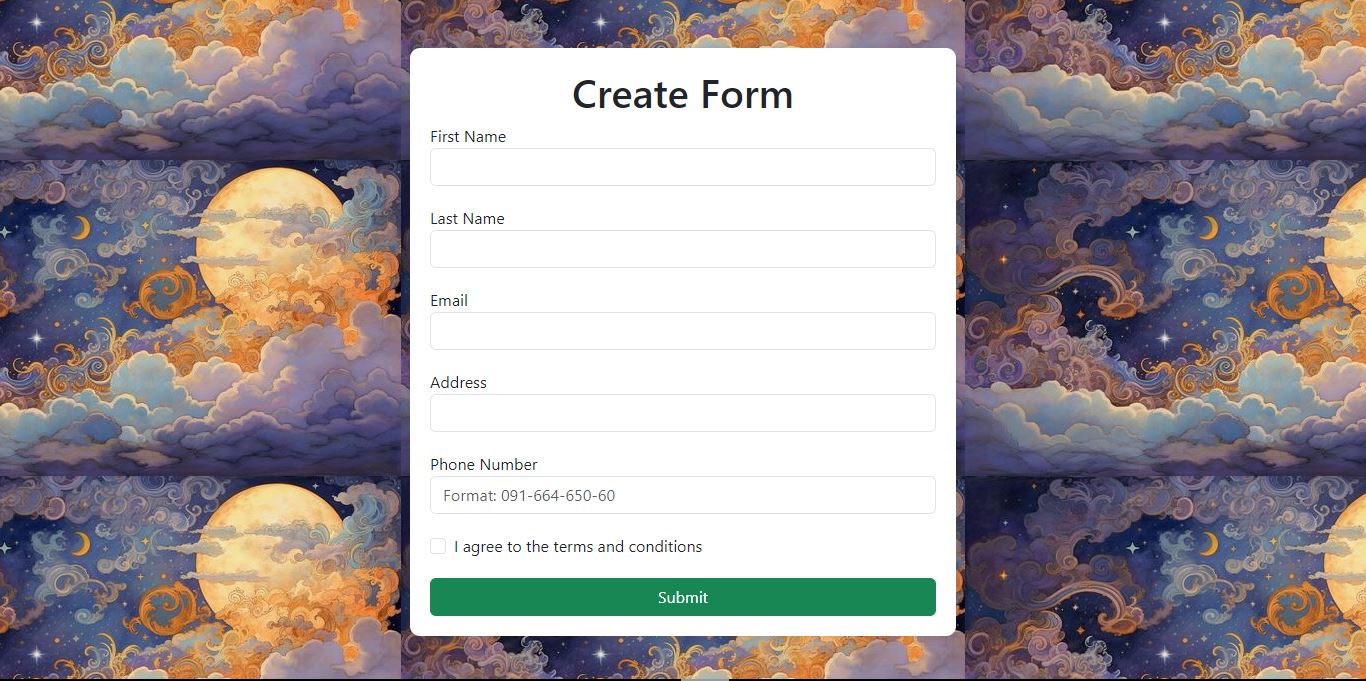 Create Form
First Name
Last Name
Email
Address
Phone Number
Format: 091-664-650-60
I agree to the terms and conditions
Submit